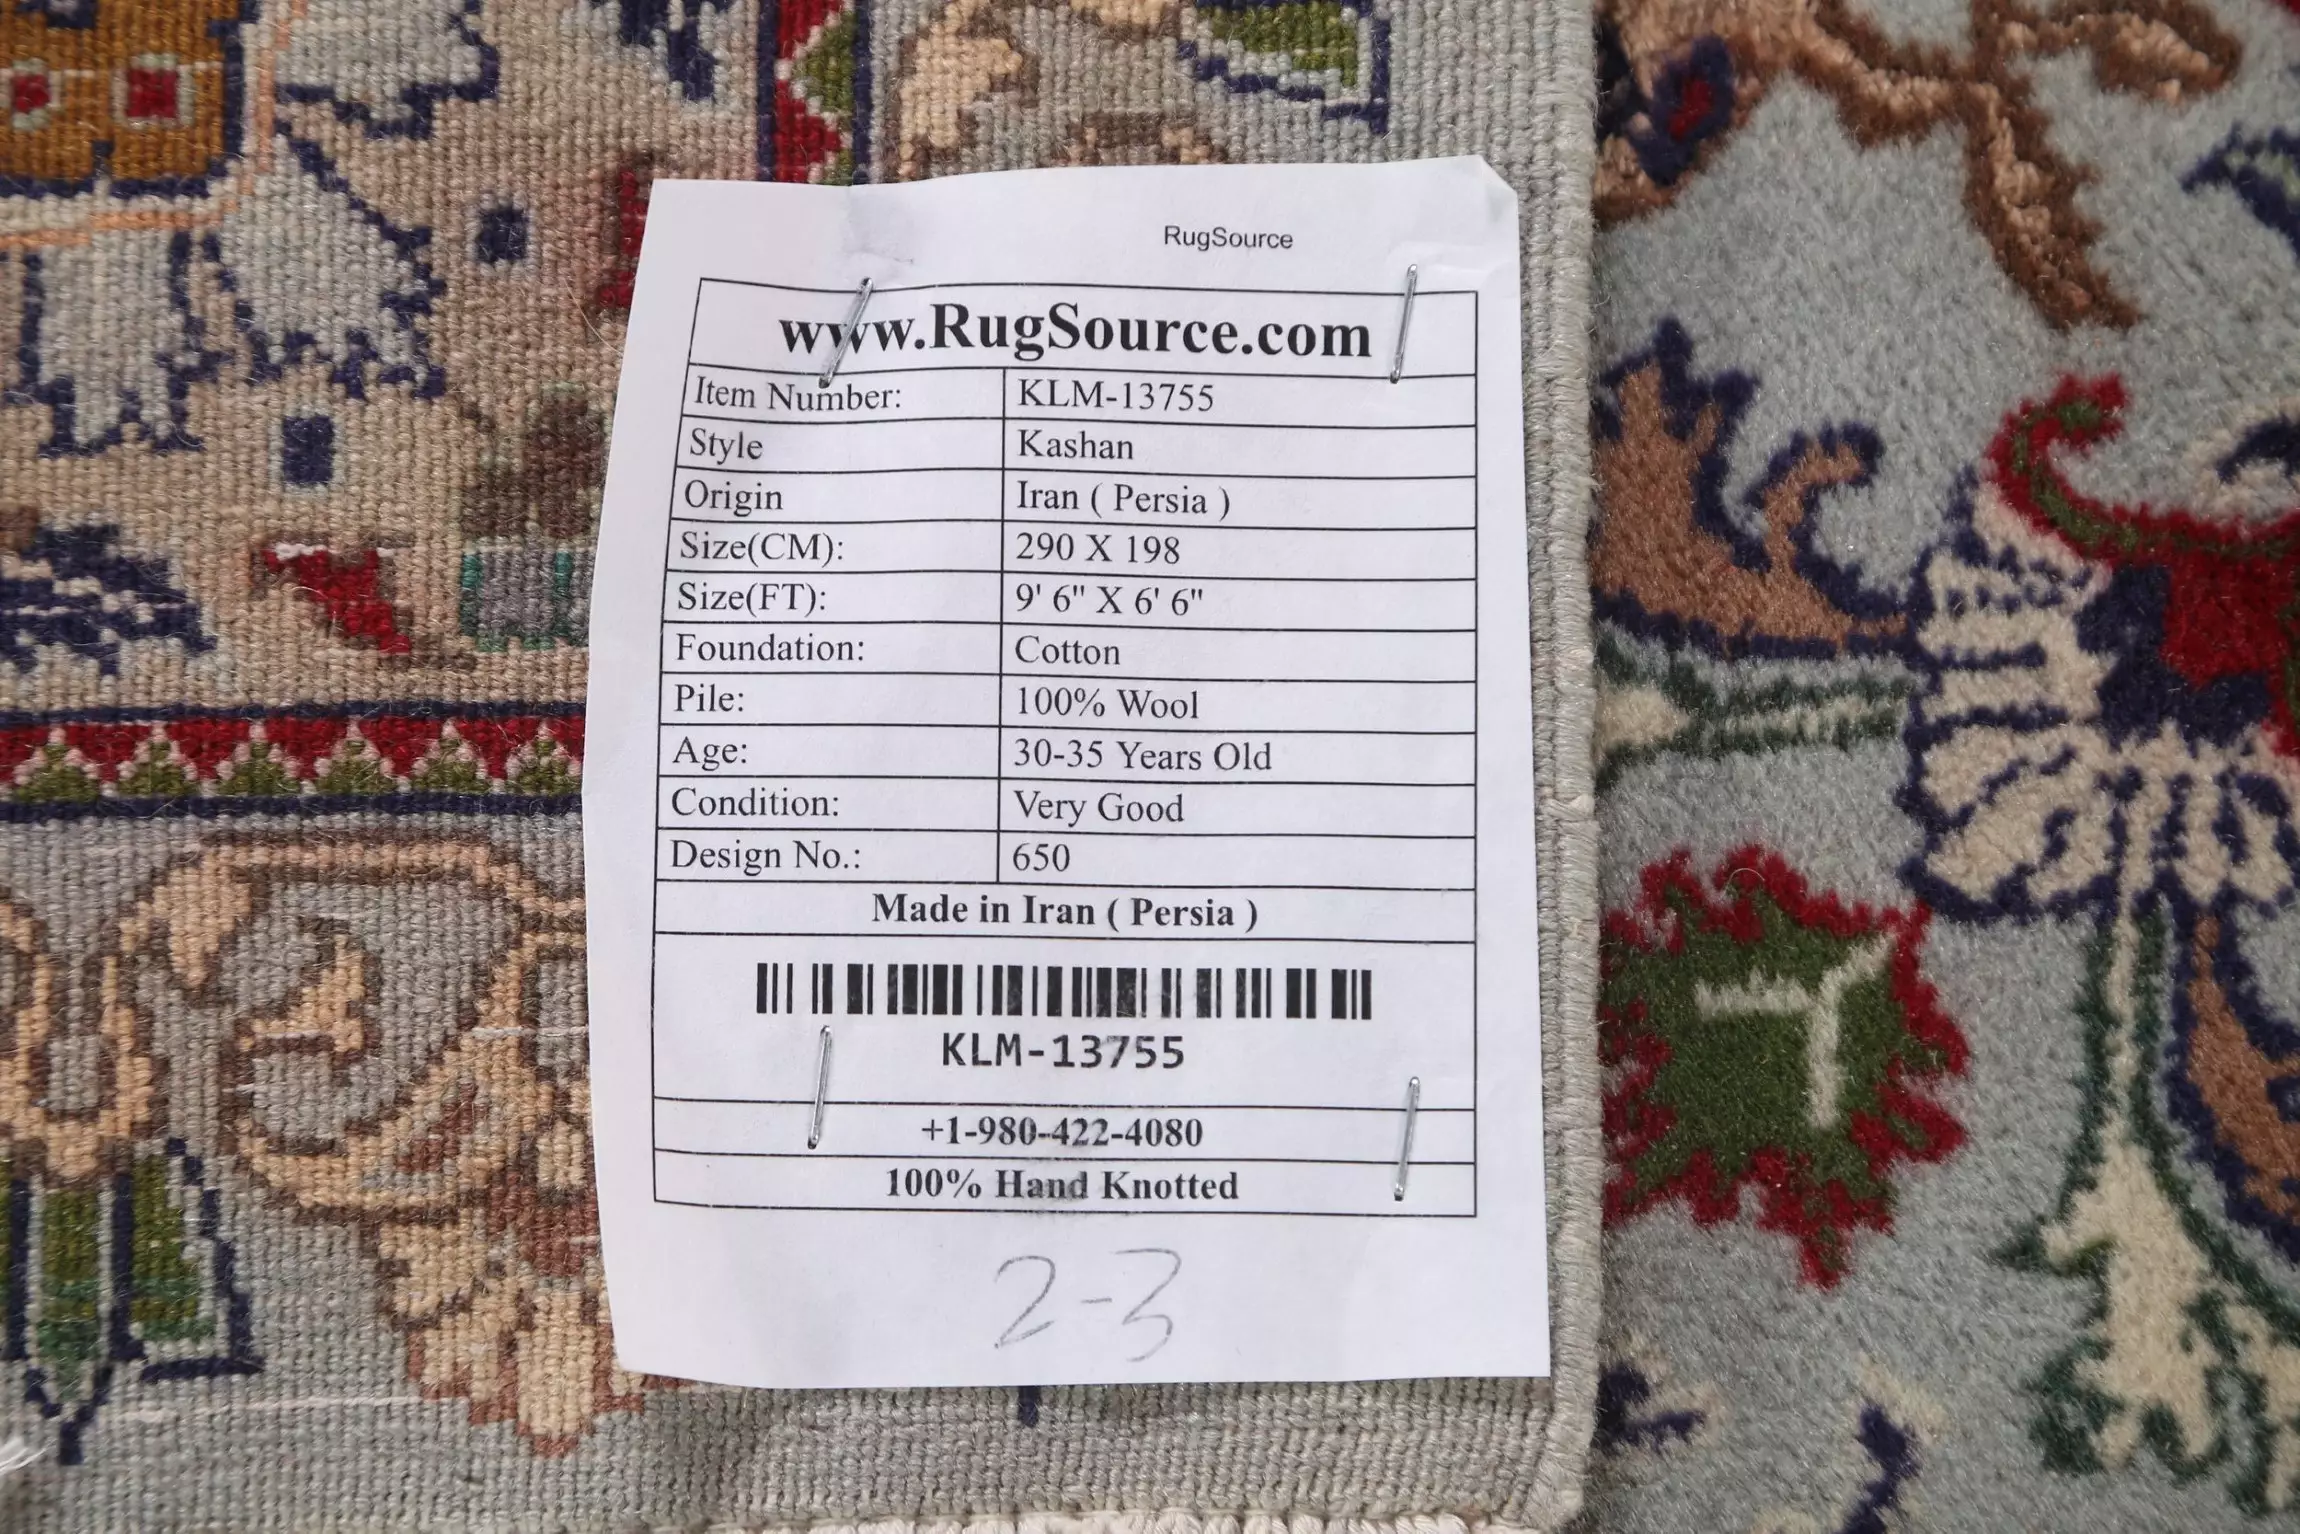 RugSource
www.RugSource.com
Item Number: KLM-13755
Style Kashan
Origin Iran ( Persia )
Size(CM): 290 X 198
Size(FT): 9' 6" X 6' 6"
Foundation: Cotton
Pile: 100% Wool
Age: 30-35 Years Old
Condition: Very Good
Design No.: 650
Made in Iran ( Persia )
KLM-13755
+1-980-422-4080
100% Hand Knotted
2-3